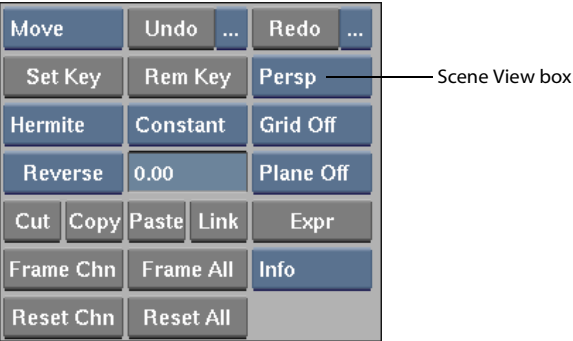 Move Undo ... Redo ...
Set Key Rem Key Persp Scene View box
Hermite Constant Grid Off
Reverse 0.00 Plane Off
Cut Copy Paste Link Expr
Frame Chn Frame All Info
Reset Chn Reset All